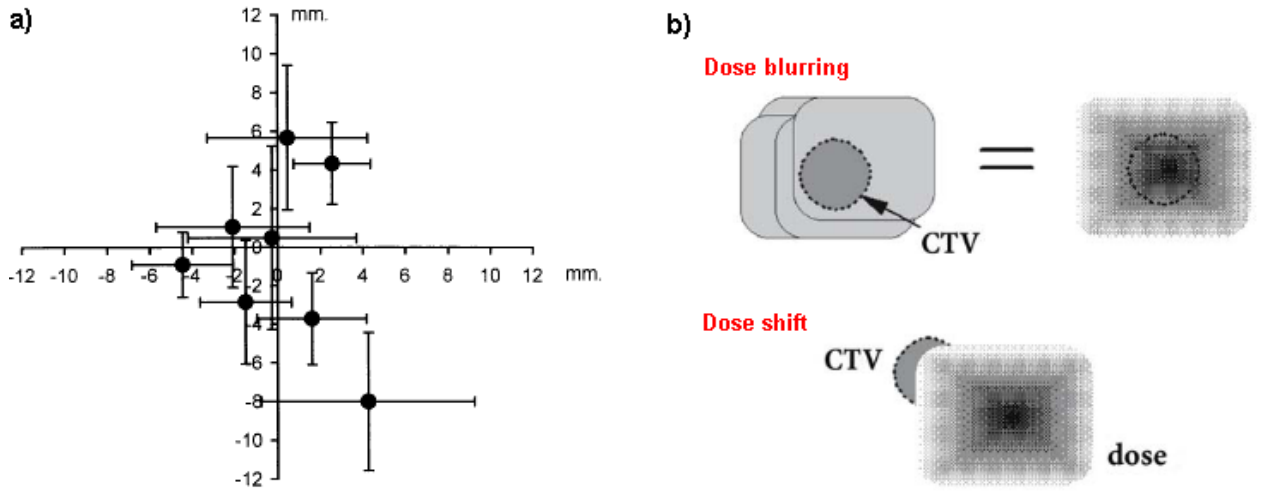 a)
mm.
12
10
8
6
4
2
0
-2
-4
-6
-8
-10
-12
-12 -10 -8 -6 -4 -2 0 2 4 6 8 10 12 mm.
b)
Dose blurring
CTV
Dose shift
CTV
dose